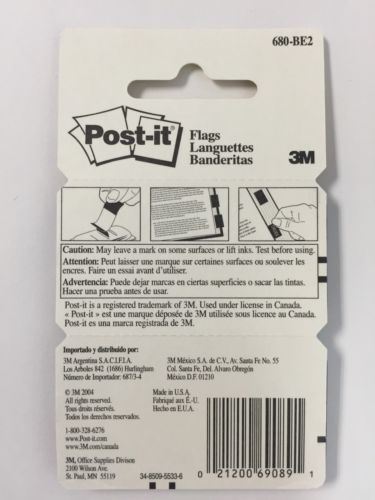 680-BE2
Post-it
Flags
Languettes
Banderitas
3M
Caution: May leave a mark on some surfaces or lift inks. Test before using.
Attention: Peut laisser une marque sur certaines surfaces ou soulever les
encres. Faire un essai avant d'utiliser.
Advertencia: Puede dejar marcas en ciertas superficies o sacar las tintas.
Hacer una prueba antes de usar.
Post-it is a registered trademark of 3M. Used under license in Canada.
« Post-it » est une marque déposée de 3M utilisée sous licence au Canada.
Post-it es una marca registrada de 3M.
Importado y distribuido por:
3M Argentina S.A.C.I.F.I.A.
Los Arboles 842 (1686) Hurlingham
Número de Importador: 687/3-4
3M México S.A. de C.V., Av. Santa Fe No. 55
Col. Santa Fe, Del. Alvaro Obregón
México D.F. 01210
© 3M 2004
All rights reserved.
Tous droits réservés.
Todos los derechos reservados.
Made in U.S.A.
Fabriqué aux É.-U.
Hecho en E.U.A.
1-800-328-6276
www.Post-it.com
www.3M.com/canada
3M, Office Supplies Divison
2100 Wilson Ave.
St. Paul, MN 55119
34-8509-5533-6
0 21200 69089 1